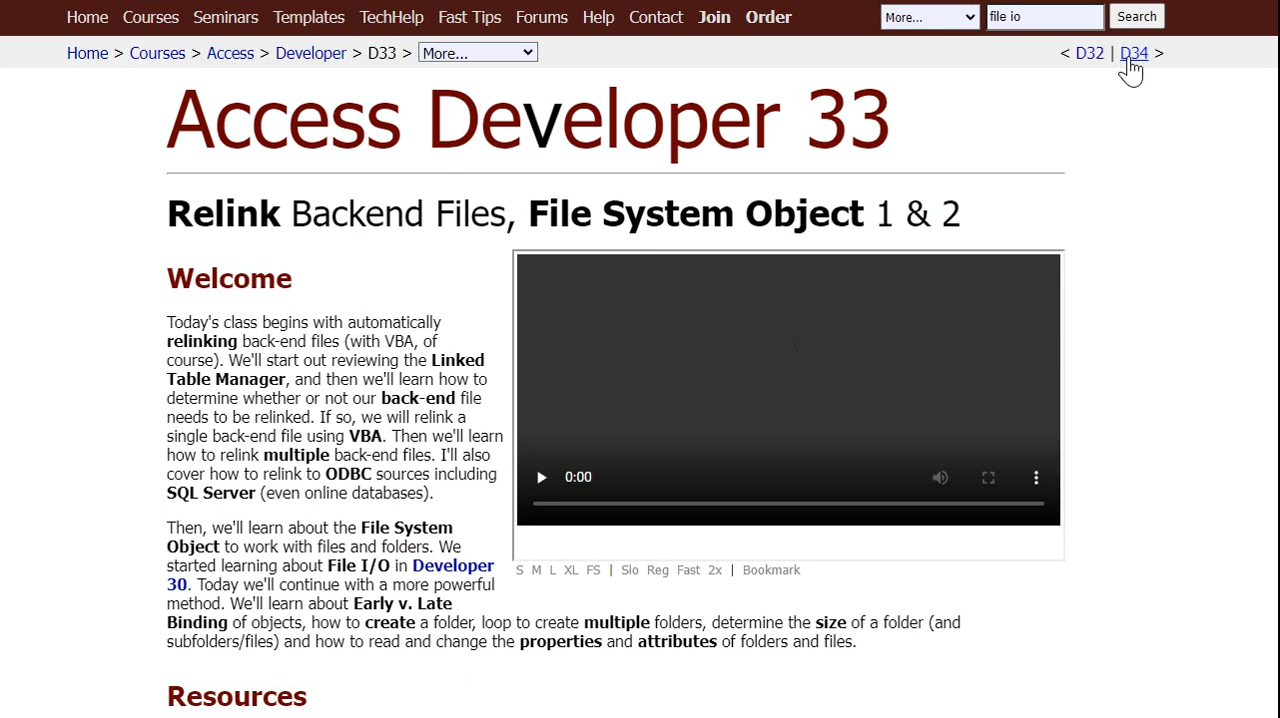 Home Courses Seminars Templates TechHelp Fast Tips Forums Help Contact Join Order More... file io Search
Home > Courses > Access > Developer > D33 > More... < D32 | D34 >
Access Developer 33
Relink Backend Files, File System Object 1 & 2
Welcome
Today's class begins with automatically
relinking back-end files (with VBA, of
course). We'll start out reviewing the Linked
Table Manager, and then we'll learn how to
determine whether or not our back-end file
needs to be relinked. If so, we will relink a
single back-end file using VBA. Then we'll learn
how to relink multiple back-end files. I'll also
cover how to relink to ODBC sources including
SQL Server (even online databases).
0:00
Then, we'll learn about the File System
Object to work with files and folders. We
started learning about File I/O in Developer
30. Today we'll continue with a more powerful
method. We'll learn about Early v. Late
S M L XL FS | Slo Reg Fast 2x | Bookmark
Binding of objects, how to create a folder, loop to create multiple folders, determine the size of a folder (and
subfolders/files) and how to read and change the properties and attributes of folders and files.
Resources